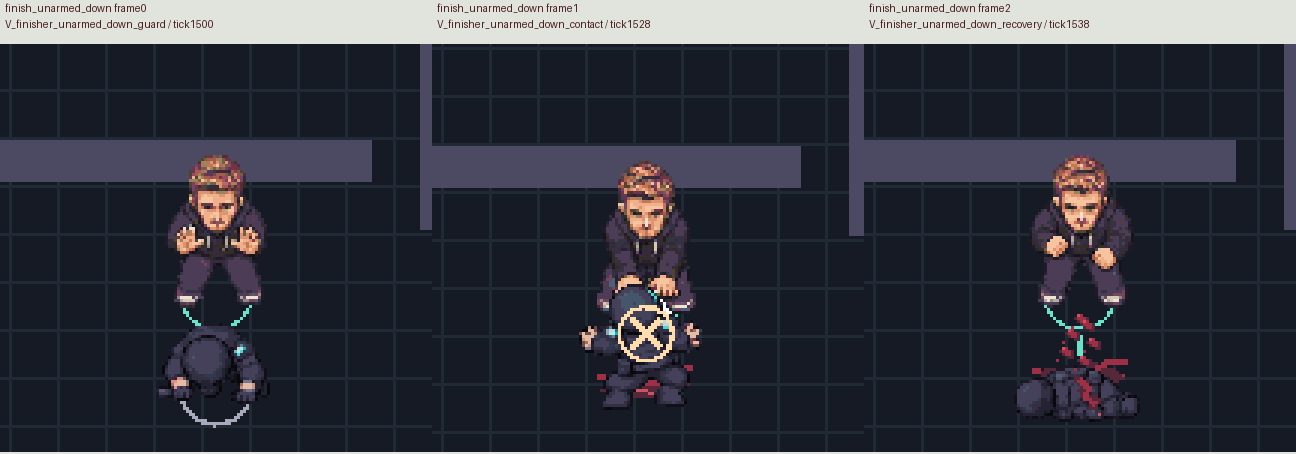 finish_unarmed_down frame0
V_finisher_unarmed_down_guard / tick1500
finish_unarmed_down frame1
V_finisher_unarmed_down_contact / tick1528
finish_unarmed_down frame2
V_finisher_unarmed_down_recovery / tick1538